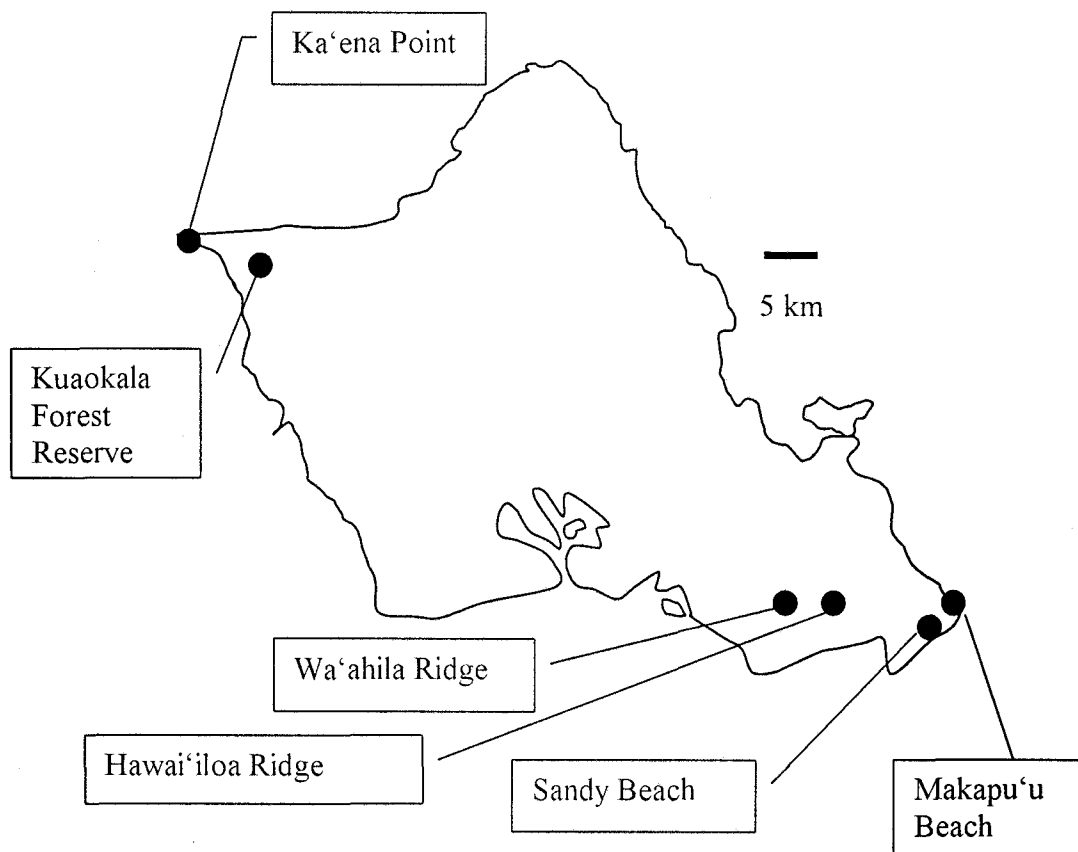 Ka‘ena Point
5 km
Kuaokala
Forest
Reserve
Wa‘ahila Ridge
Hawai‘iloa Ridge
Sandy Beach
Makapu‘u
Beach